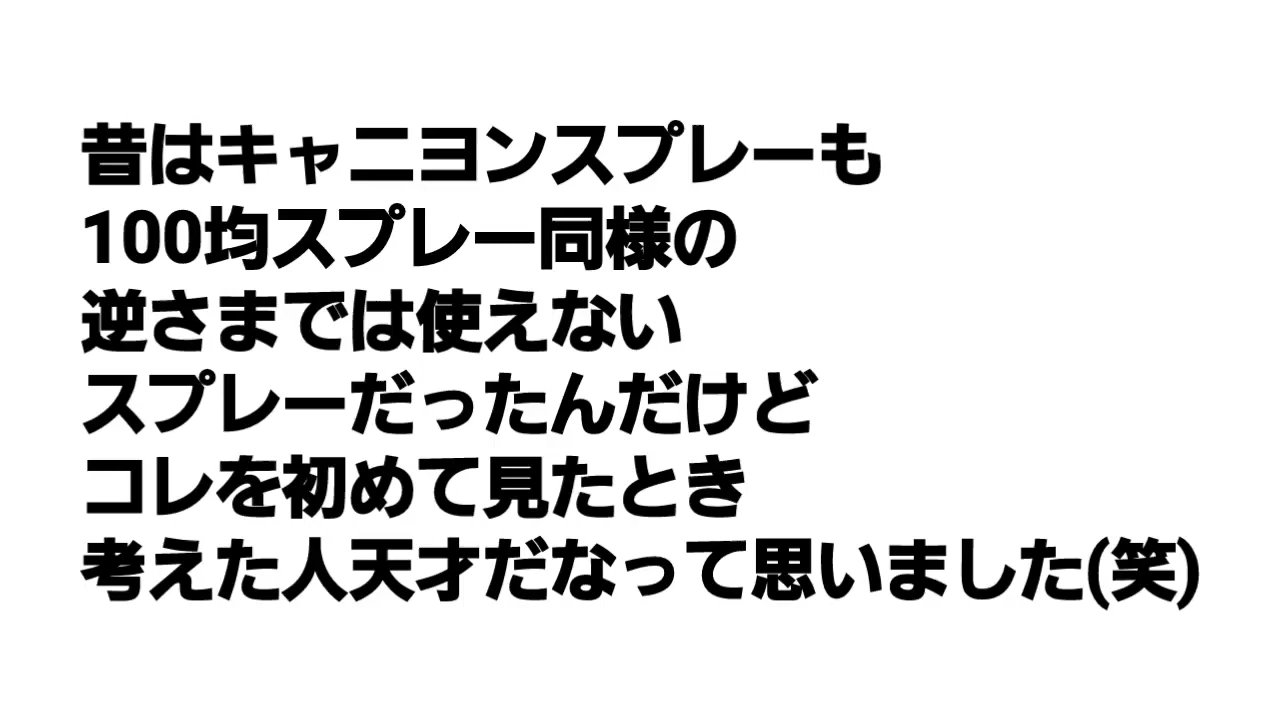 昔はキャニヨンスプレーも
100均スプレー同様の
逆さまでは使えない
スプレーだったんだけど
コレを初めて見たとき
考えた人天才だなって思いました(笑)